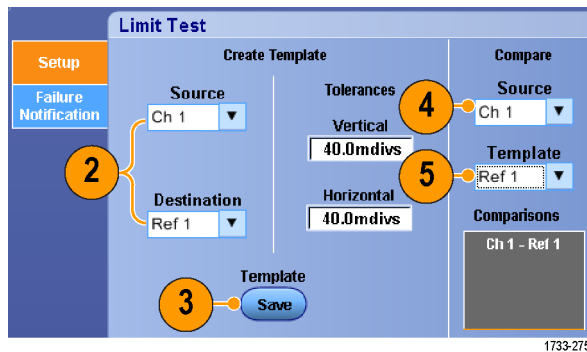 Limit Test
Setup
Failure
Notification
Create Template
Source
Ch 1
2
Destination
Ref 1
Tolerances
Vertical
40.0mdivs
Horizontal
40.0mdivs
Template
3
Save
Compare
Source
4
Ch 1
Template
5
Ref 1
Comparisons
Ch 1 - Ref 1
1733-275